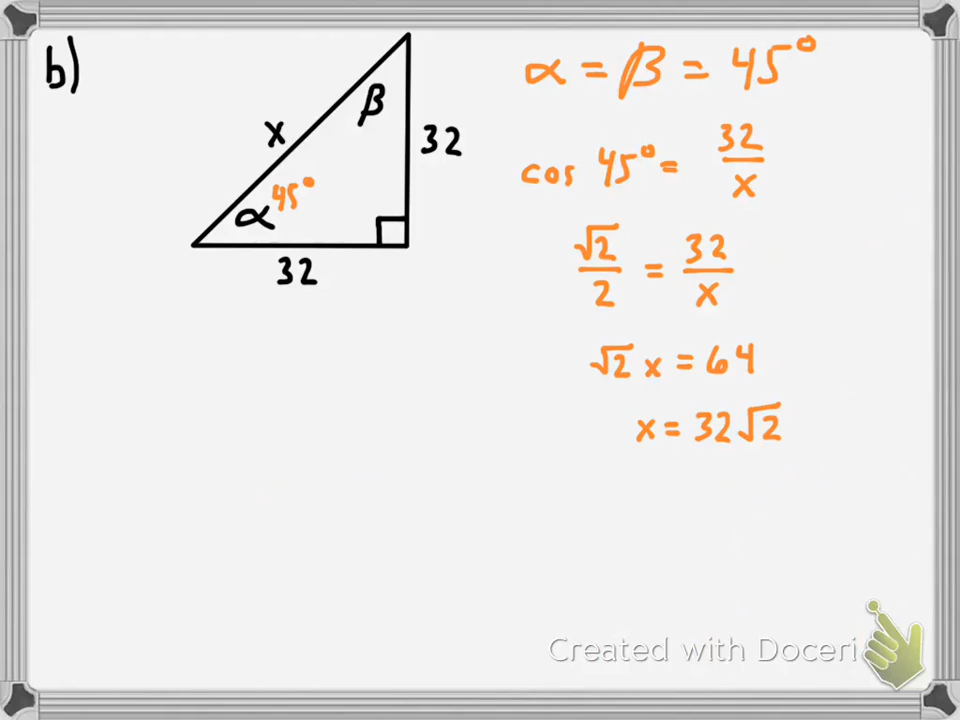 b)
α = β = 45°
β
x
32
cos 45° = 32/x
α 45°
32
√2/2 = 32/x
√2 x = 64
x = 32√2
Created with Doceri